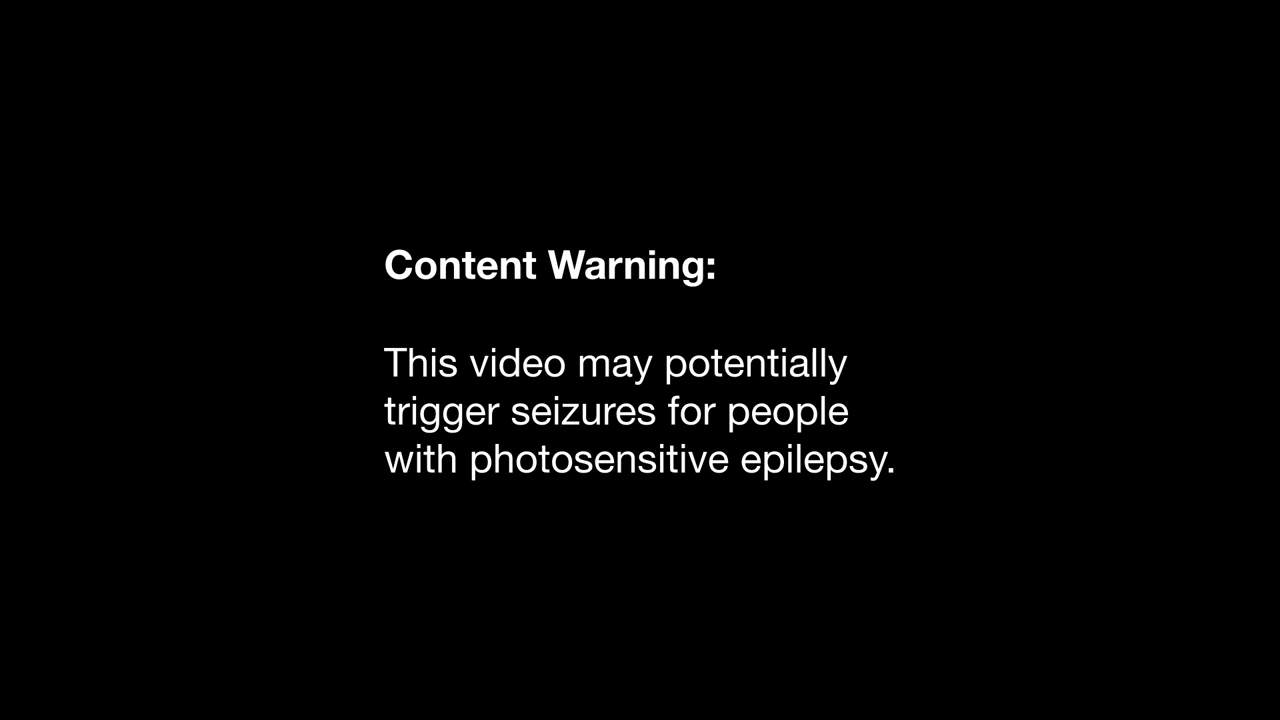 Content Warning:
This video may potentially
trigger seizures for people
with photosensitive epilepsy.